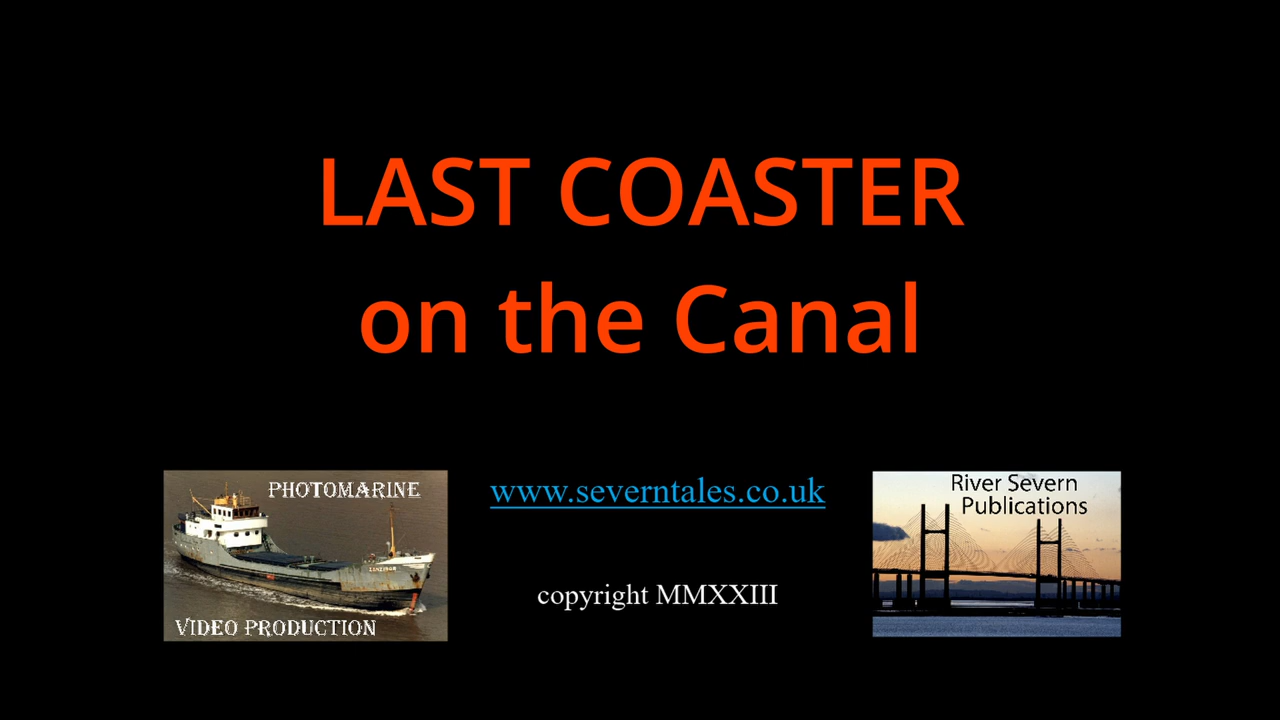 LAST COASTER
on the Canal
PHOTOMARINE
VIDEO PRODUCTION
www.severntales.co.uk
copyright MMXXIII
River Severn
Publications